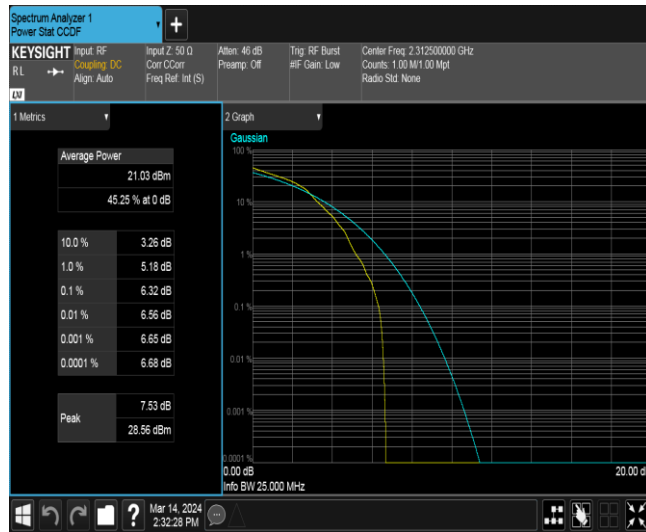 Spectrum Analyzer 1
Power Stat CCDF
+
KEYSIGHT
RL
LXI
Input: RF
Coupling: DC
Align: Auto
Input Z: 50 Ω
Corr CCorr
Freq Ref: Int (S)
Atten: 46 dB
Preamp: Off
Trig: RF Burst
#IF Gain: Low
Center Freq: 2.312500000 GHz
Counts: 1.00 M/1.00 Mpt
Radio Std: None
1 Metrics
Average Power
21.03 dBm
45.25 % at 0 dB
10.0 % 3.26 dB
1.0 % 5.18 dB
0.1 % 6.32 dB
0.01 % 6.56 dB
0.001 % 6.65 dB
0.0001 % 6.68 dB
Peak
7.53 dB
28.56 dBm
2 Graph
Gaussian
100 %
10 %
1 %
0.1 %
0.01 %
0.001 %
0.0001 %
0.00 dB
20.00 d
Info BW 25.000 MHz
?
Mar 14, 2024
2:32:28 PM